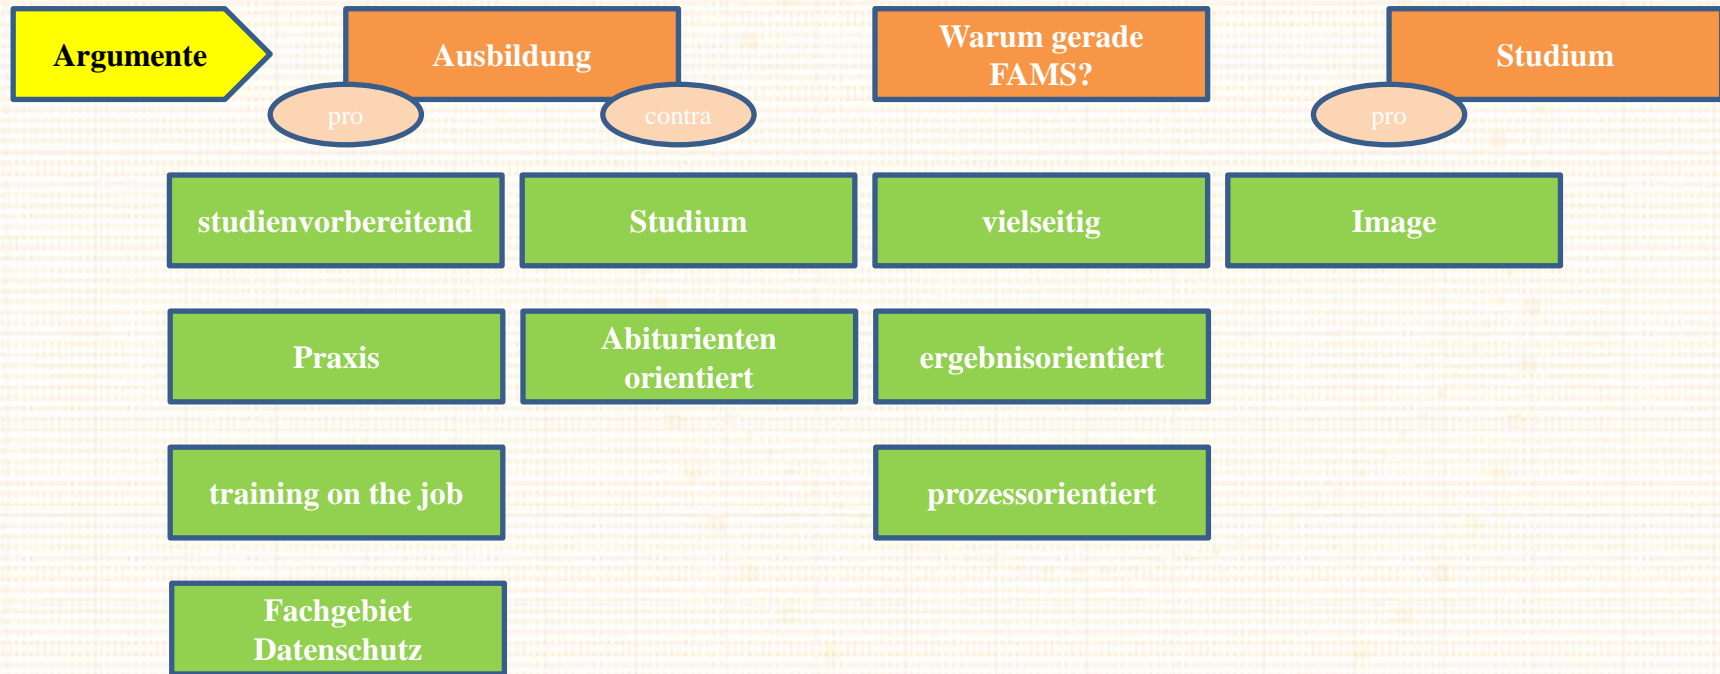 Argumente
Ausbildung
Warum gerade
FAMS?
Studium
pro
contra
pro
studienvorbereitend
Studium
vielseitig
Image
Praxis
Abiturienten
orientiert
ergebnisorientiert
training on the job
prozessorientiert
Fachgebiet
Datenschutz